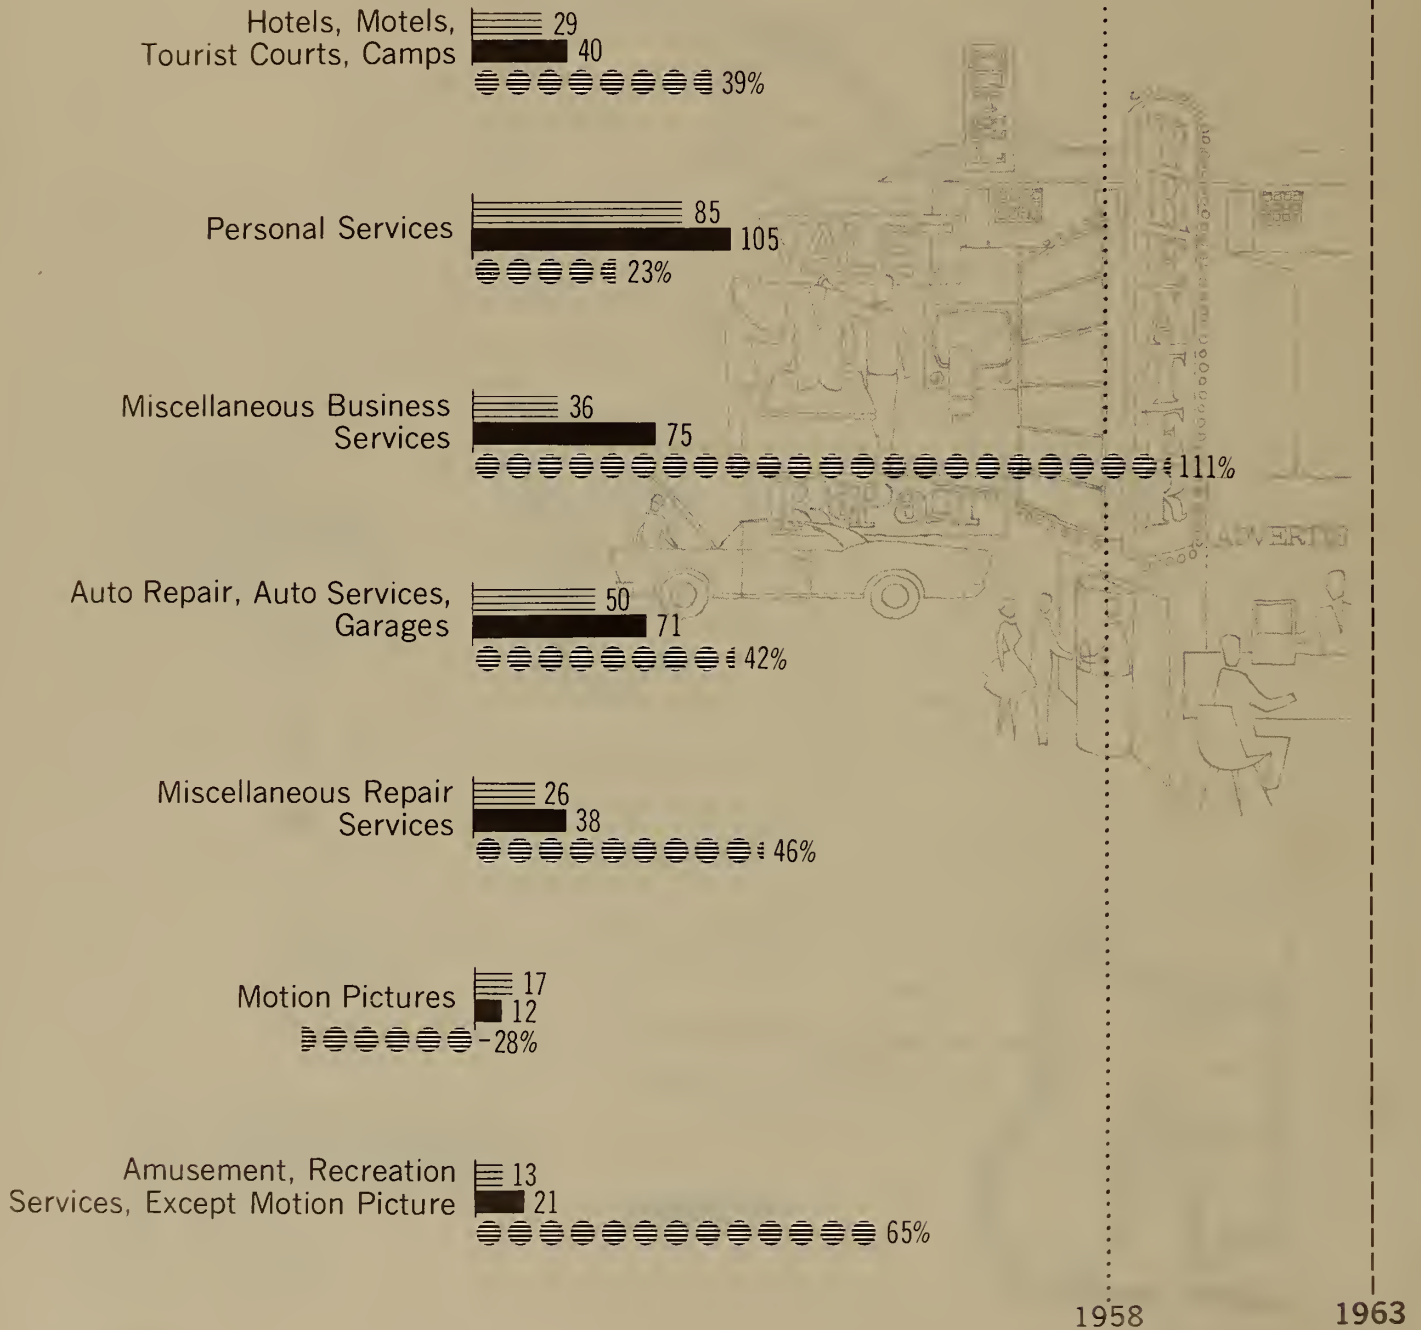 Hotels, Motels,
Tourist Courts, Camps
29
40
39%
Personal Services
85
105
23%
Miscellaneous Business
Services
36
75
111%
Auto Repair, Auto Services,
Garages
50
71
42%
Miscellaneous Repair
Services
26
38
46%
Motion Pictures
17
12
-28%
Amusement, Recreation
Services, Except Motion Picture
13
21
65%
1958
1963